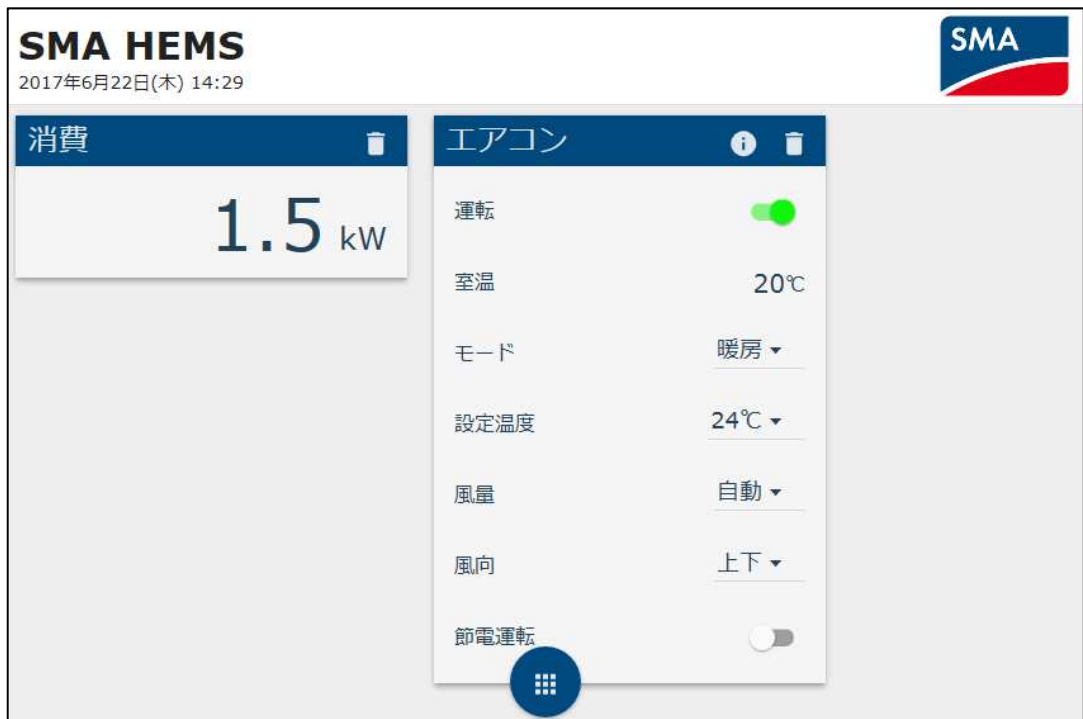 SMA HEMS
2017年6月22日(木) 14:29
SMA
消費
1.5 kW
エアコン
運転
室温 20℃
モード 暖房
設定温度 24℃
風量 自動
風向 上下
節電運転